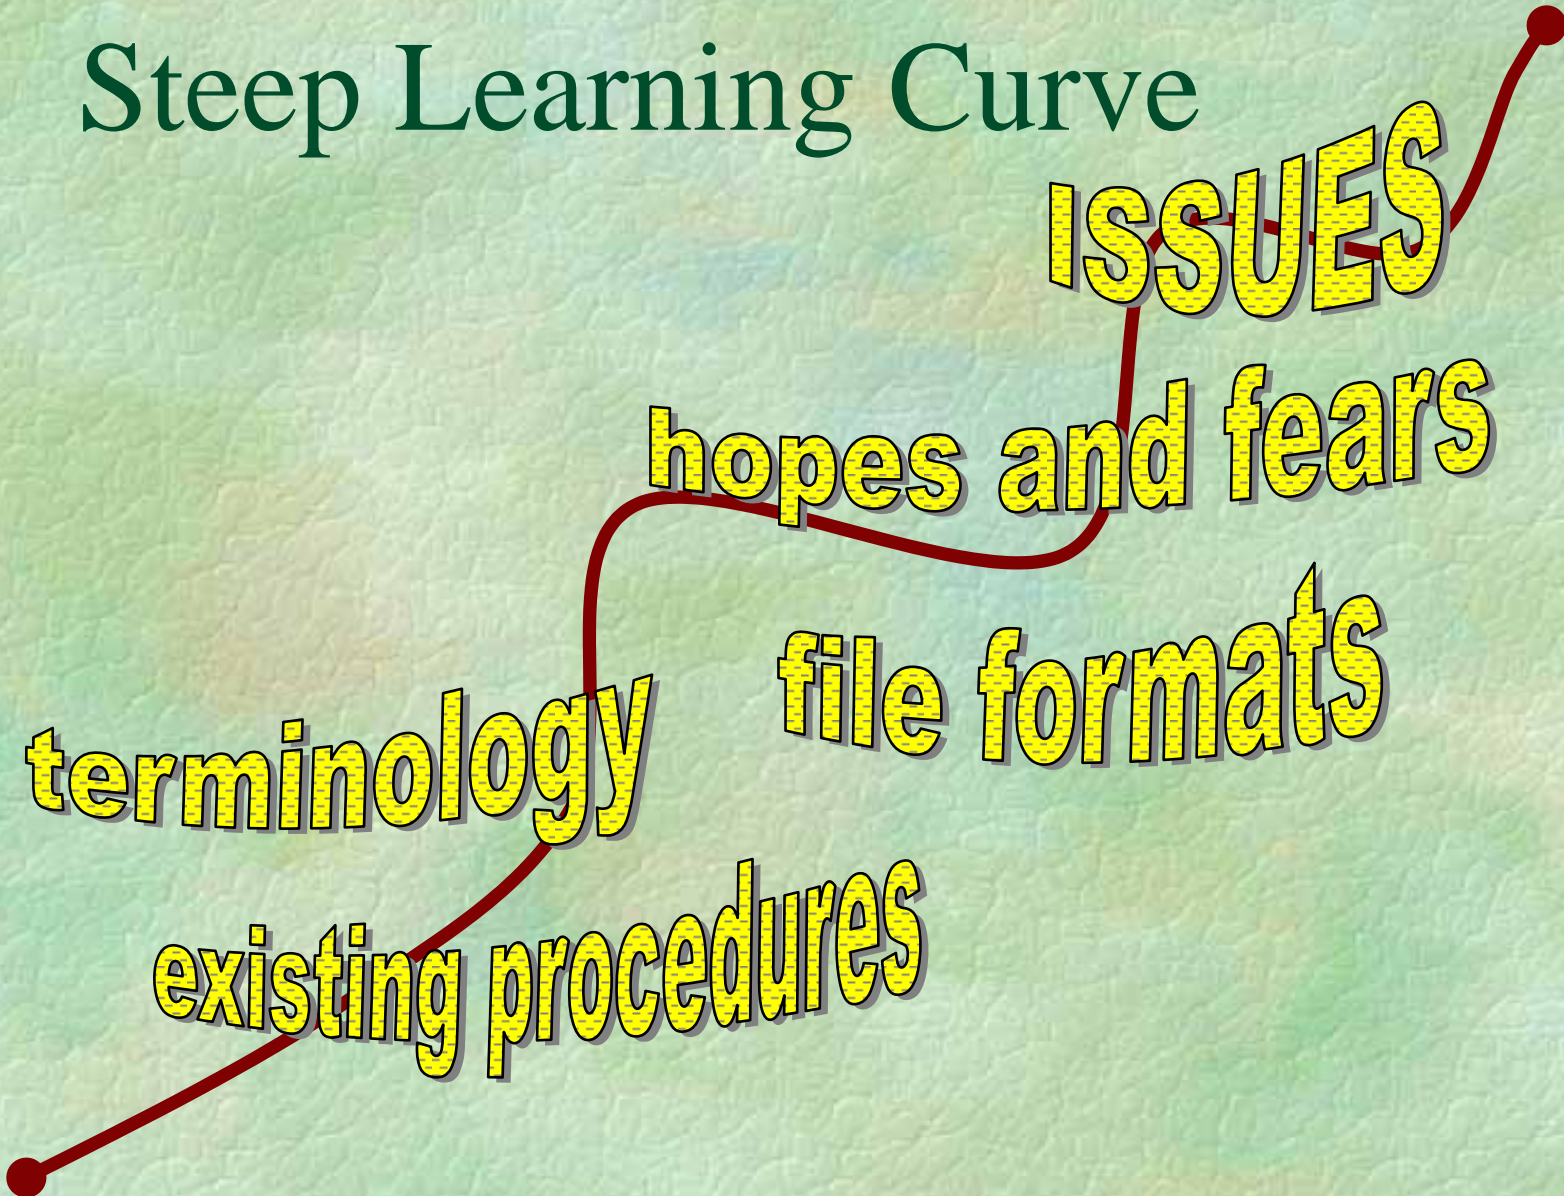 Steep Learning Curve
ISSUES
hopes and fears
file formats
terminology
existing procedures